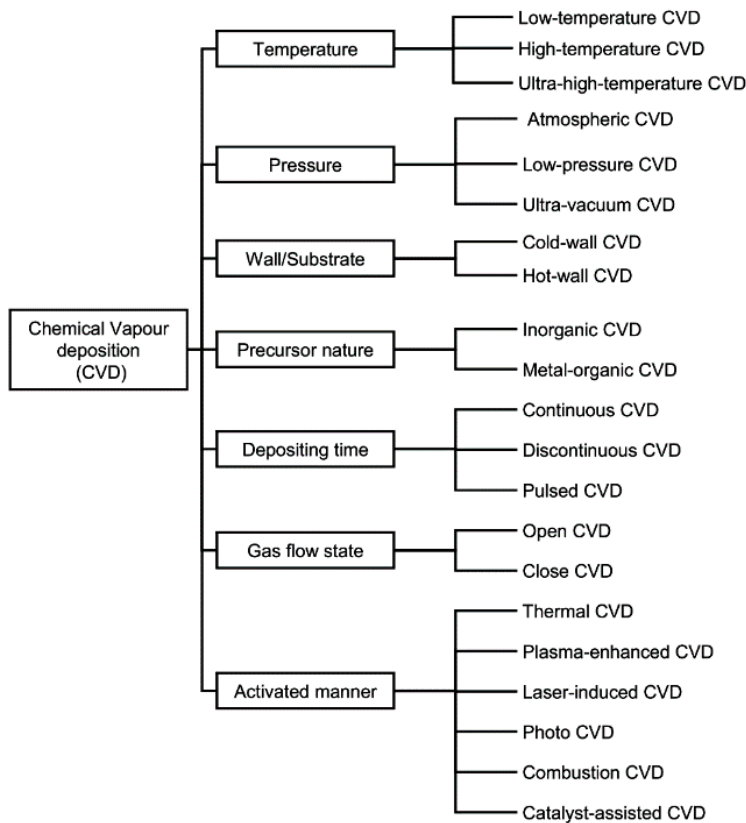 Chemical Vapour
deposition
(CVD)
Temperature
Low-temperature CVD
High-temperature CVD
Ultra-high-temperature CVD
Pressure
Atmospheric CVD
Low-pressure CVD
Ultra-vacuum CVD
Wall/Substrate
Cold-wall CVD
Hot-wall CVD
Precursor nature
Inorganic CVD
Metal-organic CVD
Depositing time
Continuous CVD
Discontinuous CVD
Pulsed CVD
Gas flow state
Open CVD
Close CVD
Activated manner
Thermal CVD
Plasma-enhanced CVD
Laser-induced CVD
Photo CVD
Combustion CVD
Catalyst-assisted CVD